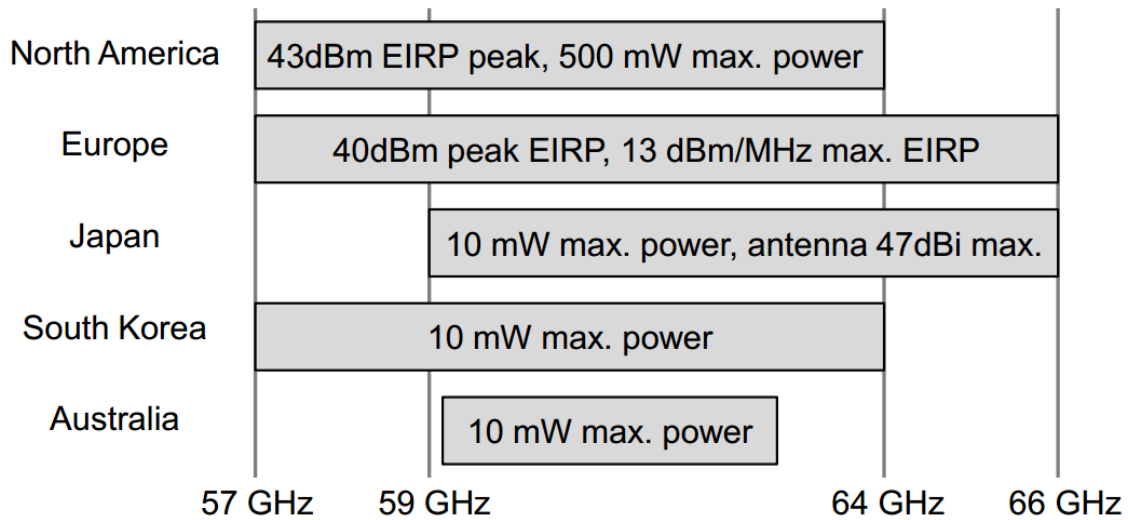 North America
43dBm EIRP peak, 500 mW max. power
Europe
40dBm peak EIRP, 13 dBm/MHz max. EIRP
Japan
10 mW max. power, antenna 47dBi max.
South Korea
10 mW max. power
Australia
10 mW max. power
57 GHz
59 GHz
64 GHz
66 GHz